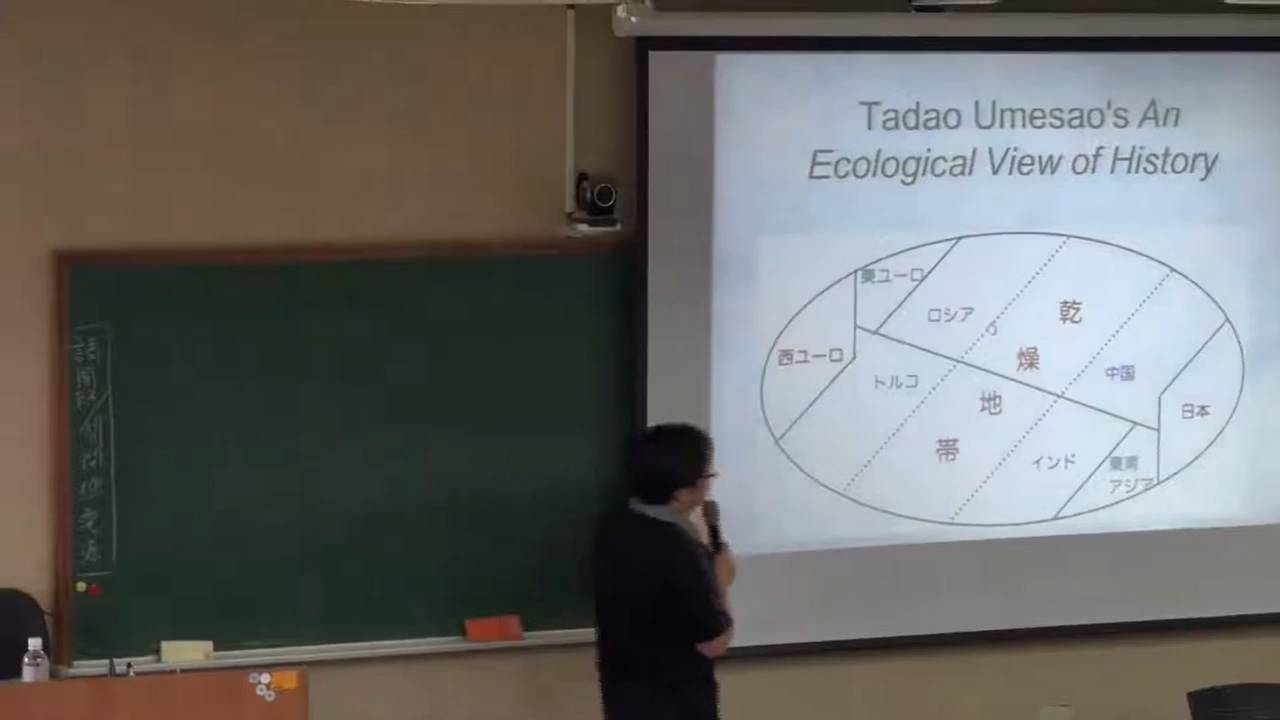 Tadao Umesao's An
Ecological View of History
東ユーロ
ロシア
乾
西ユーロ
燥
中国
トルコ
地
日本
帯
インド
東南
アジア